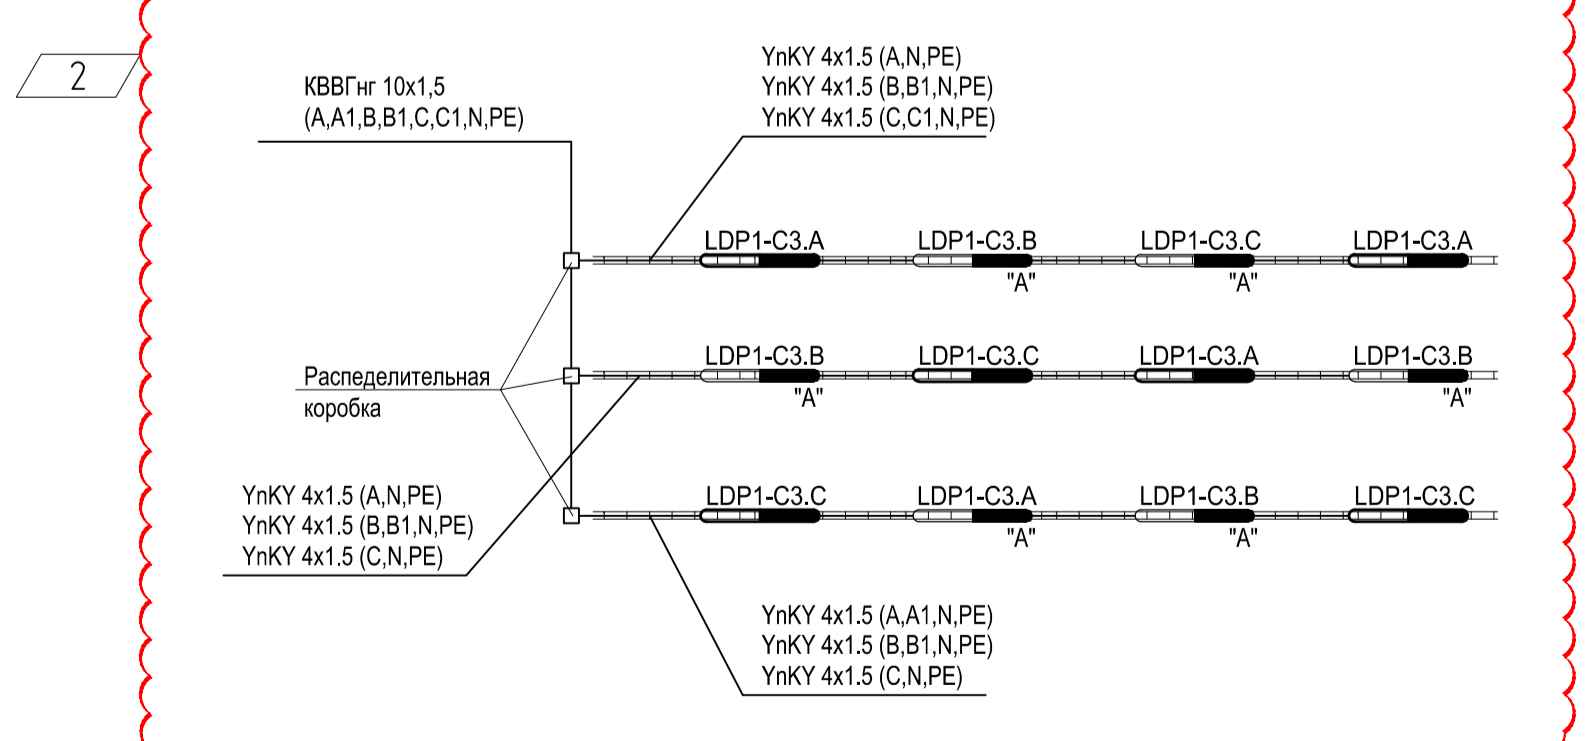 2
КВВГнг 10x1,5
(A,A1,B,B1,C,C1,N,PE)
YnKY 4x1.5 (A,N,PE)
YnKY 4x1.5 (B,B1,N,PE)
YnKY 4x1.5 (C,C1,N,PE)
LDP1-C3.A LDP1-C3.B LDP1-C3.C LDP1-C3.A
"A" "A"
LDP1-C3.B LDP1-C3.C LDP1-C3.A LDP1-C3.B
"A" "A"
Распеделительная
коробка
LDP1-C3.C LDP1-C3.A LDP1-C3.B LDP1-C3.C
"A" "A"
YnKY 4x1.5 (A,N,PE)
YnKY 4x1.5 (B,B1,N,PE)
YnKY 4x1.5 (C,N,PE)
YnKY 4x1.5 (A,A1,N,PE)
YnKY 4x1.5 (B,B1,N,PE)
YnKY 4x1.5 (C,N,PE)